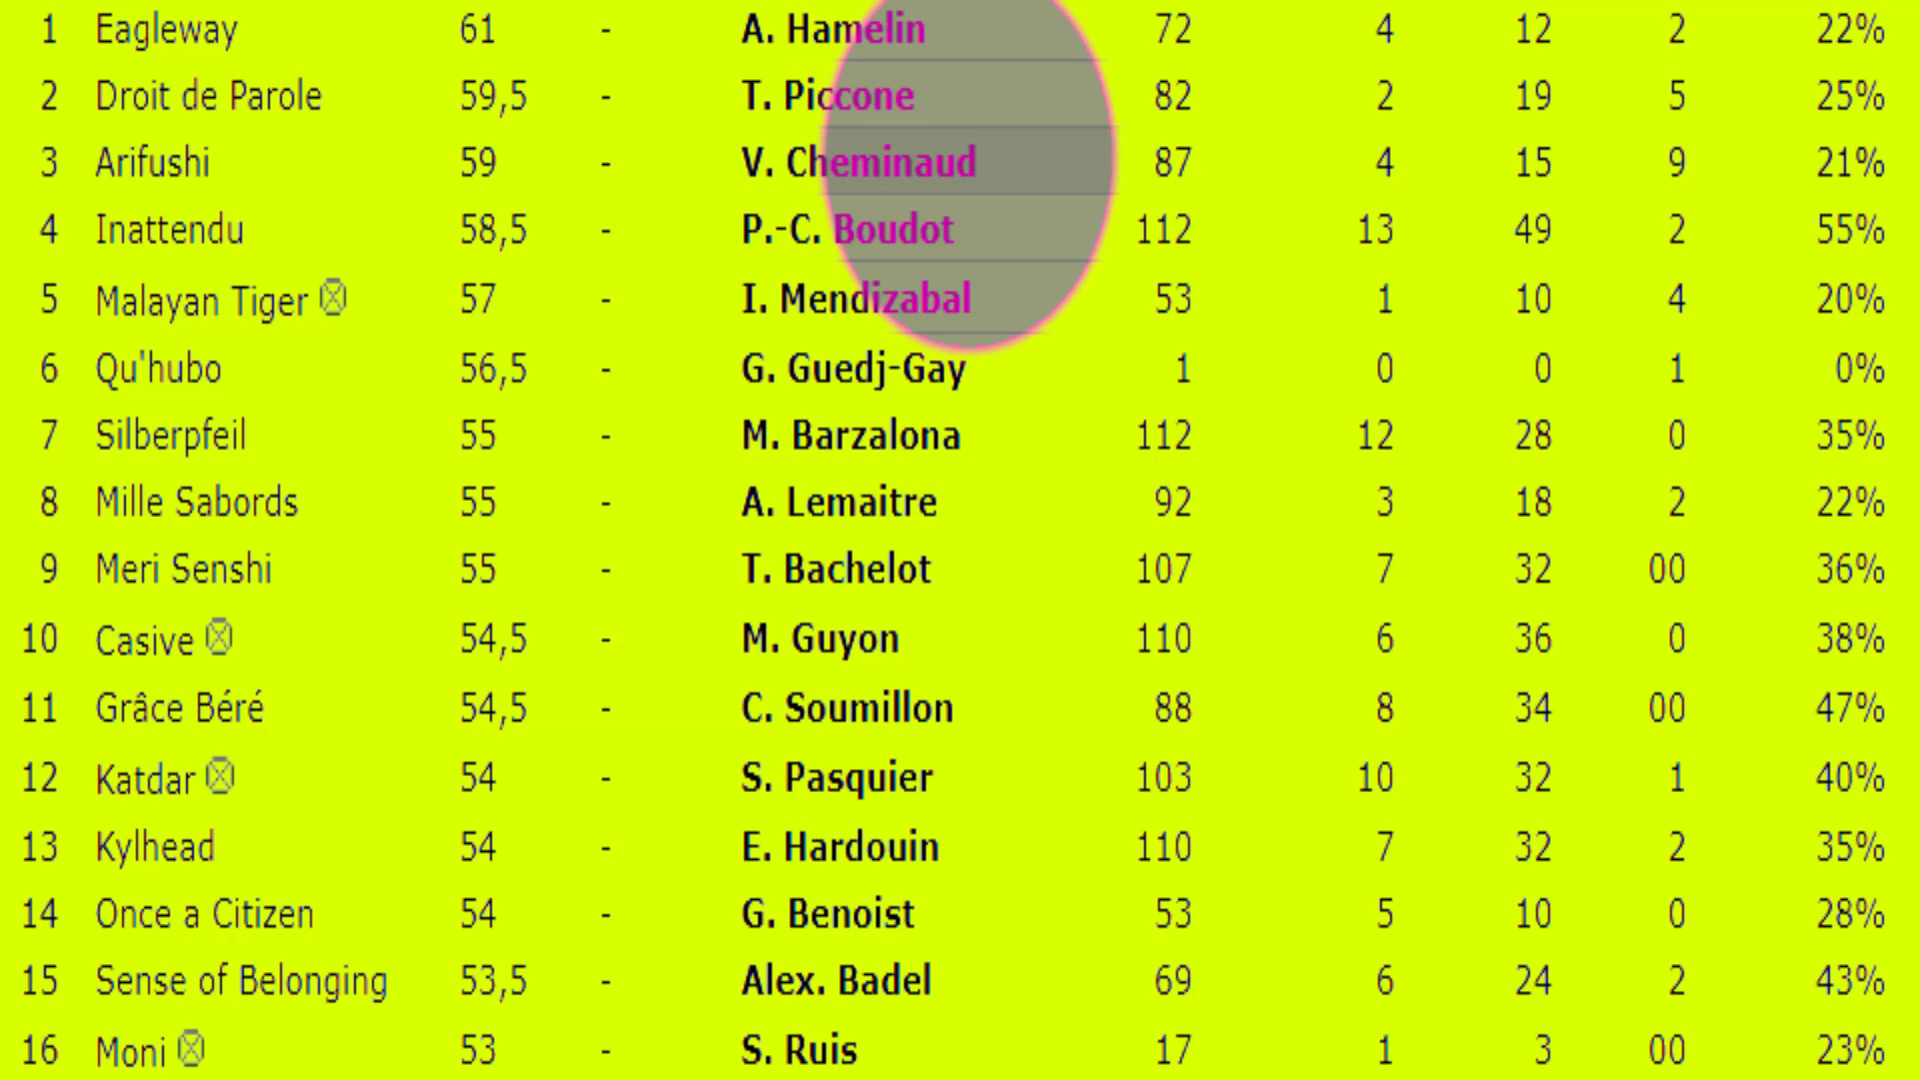 1 Eagleway 61 - A. Hamelin 72 4 12 2 22%
2 Droit de Parole 59,5 - T. Piccone 82 2 19 5 25%
3 Arifushi 59 - V. Cheminaud 87 4 15 9 21%
4 Inattendu 58,5 - P.-C. Boudot 112 13 49 2 55%
5 Malayan Tiger 57 - I. Mendizabal 53 1 10 4 20%
6 Qu'hubo 56,5 - G. Guedj-Gay 1 0 0 1 0%
7 Silberpfeil 55 - M. Barzalona 112 12 28 0 35%
8 Mille Sabords 55 - A. Lemaitre 92 3 18 2 22%
9 Meri Senshi 55 - T. Bachelot 107 7 32 00 36%
10 Casive 54,5 - M. Guyon 110 6 36 0 38%
11 Grâce Béré 54,5 - C. Soumillon 88 8 34 00 47%
12 Katdar 54 - S. Pasquier 103 10 32 1 40%
13 Kylhead 54 - E. Hardouin 110 7 32 2 35%
14 Once a Citizen 54 - G. Benoist 53 5 10 0 28%
15 Sense of Belonging 53,5 - Alex. Badel 69 6 24 2 43%
16 Moni 53 - S. Ruis 17 1 3 00 23%